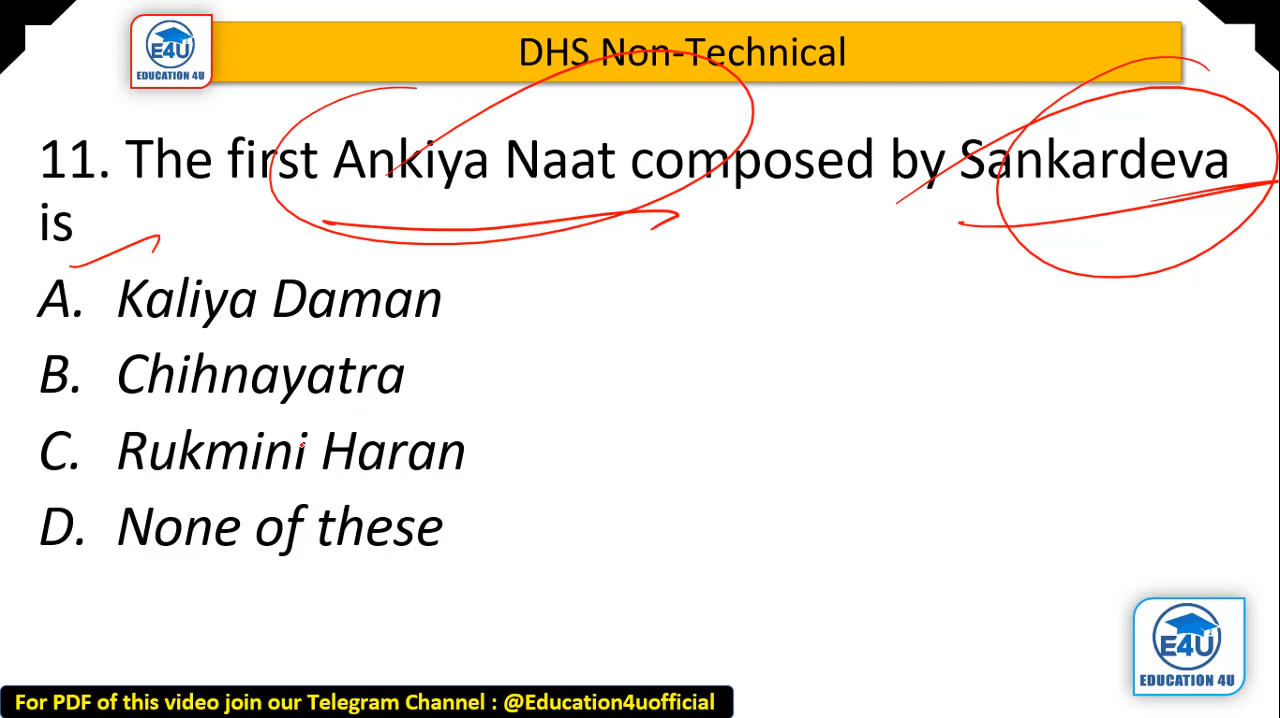 E4U
EDUCATION 4U
DHS Non-Technical
11. The first Ankiya Naat composed by Sankardeva
is
A. Kaliya Daman
B. Chihnayatra
C. Rukmini Haran
D. None of these
E4U
EDUCATION 4U
For PDF of this video join our Telegram Channel : @Education4uofficial